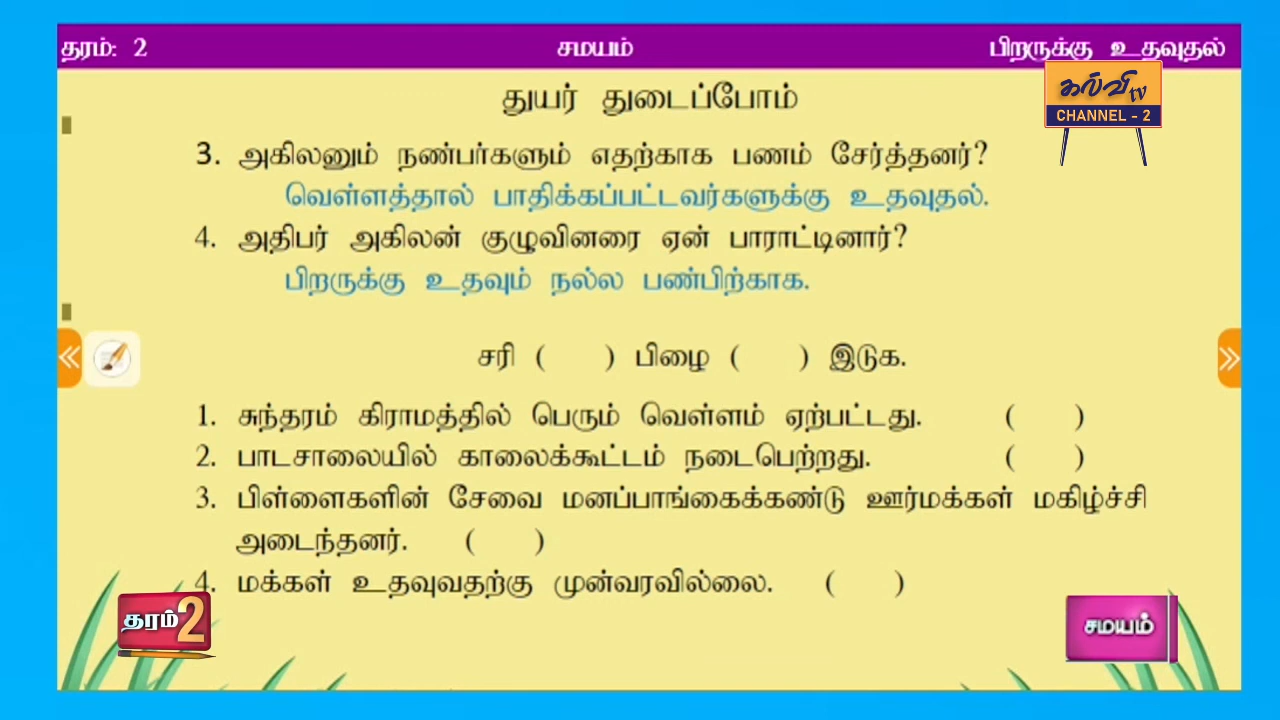 தரம்: 2 சமயம் பிறருக்கு உதவுதல்
கல்வி tv
CHANNEL - 2
துயர் துடைப்போம்
3. அகிலனும் நண்பர்களும் எதற்காக பணம் சேர்த்தனர்?
வெள்ளத்தால் பாதிக்கப்பட்டவர்களுக்கு உதவுதல்.
4. அதிபர் அகிலன் குழுவினரை ஏன் பாராட்டினார்?
பிறருக்கு உதவும் நல்ல பண்பிற்காக.
சரி ( ) பிழை ( ) இடுக.
1. சுந்தரம் கிராமத்தில் பெரும் வெள்ளம் ஏற்பட்டது. ( )
2. பாடசாலையில் காலைக்கூட்டம் நடைபெற்றது. ( )
3. பிள்ளைகளின் சேவை மனப்பாங்கைக்கண்டு ஊர்மக்கள் மகிழ்ச்சி
அடைந்தனர். ( )
4. மக்கள் உதவுவதற்கு முன்வரவில்லை. ( )
தரம் 2
சமயம்